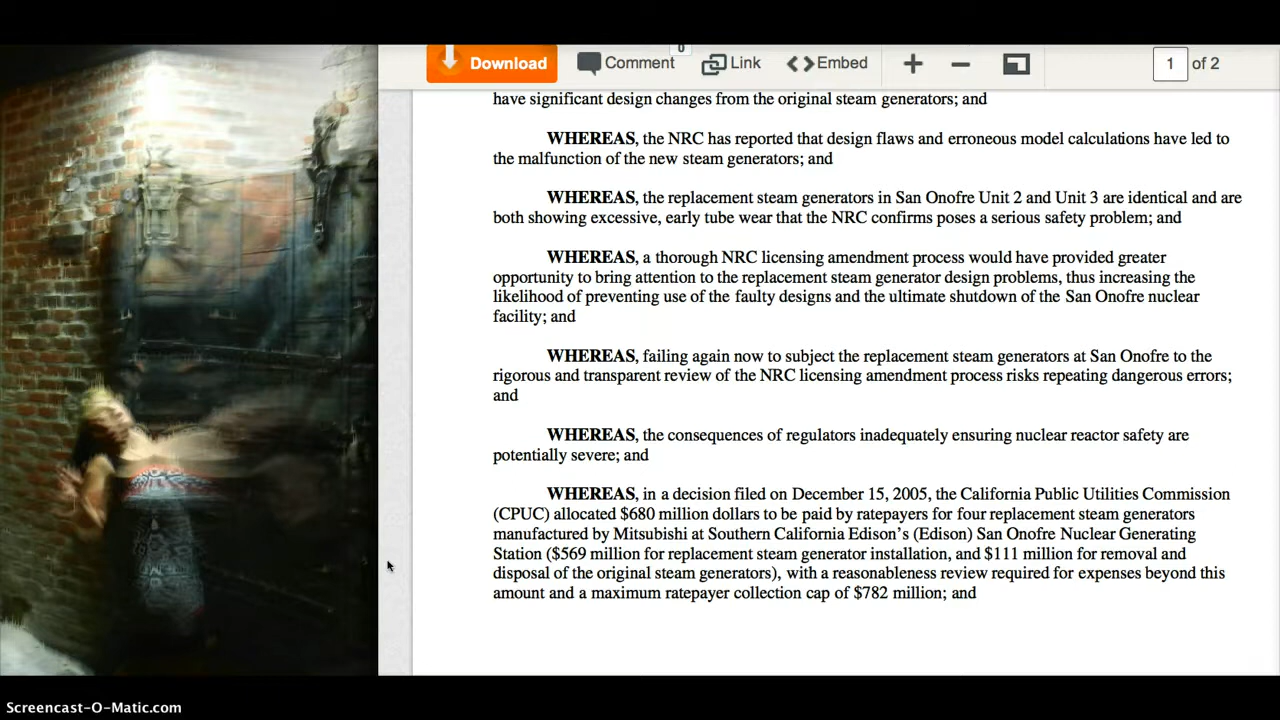 0
Download Comment Link Embed 1 of 2
have significant design changes from the original steam generators; and
WHEREAS, the NRC has reported that design flaws and erroneous model calculations have led to
the malfunction of the new steam generators; and
WHEREAS, the replacement steam generators in San Onofre Unit 2 and Unit 3 are identical and are
both showing excessive, early tube wear that the NRC confirms poses a serious safety problem; and
WHEREAS, a thorough NRC licensing amendment process would have provided greater
opportunity to bring attention to the replacement steam generator design problems, thus increasing the
likelihood of preventing use of the faulty designs and the ultimate shutdown of the San Onofre nuclear
facility; and
WHEREAS, failing again now to subject the replacement steam generators at San Onofre to the
rigorous and transparent review of the NRC licensing amendment process risks repeating dangerous errors;
and
WHEREAS, the consequences of regulators inadequately ensuring nuclear reactor safety are
potentially severe; and
WHEREAS, in a decision filed on December 15, 2005, the California Public Utilities Commission
(CPUC) allocated $680 million dollars to be paid by ratepayers for four replacement steam generators
manufactured by Mitsubishi at Southern California Edison's (Edison) San Onofre Nuclear Generating
Station ($569 million for replacement steam generator installation, and $111 million for removal and
disposal of the original steam generators), with a reasonableness review required for expenses beyond this
amount and a maximum ratepayer collection cap of $782 million; and
Screencast-O-Matic.com